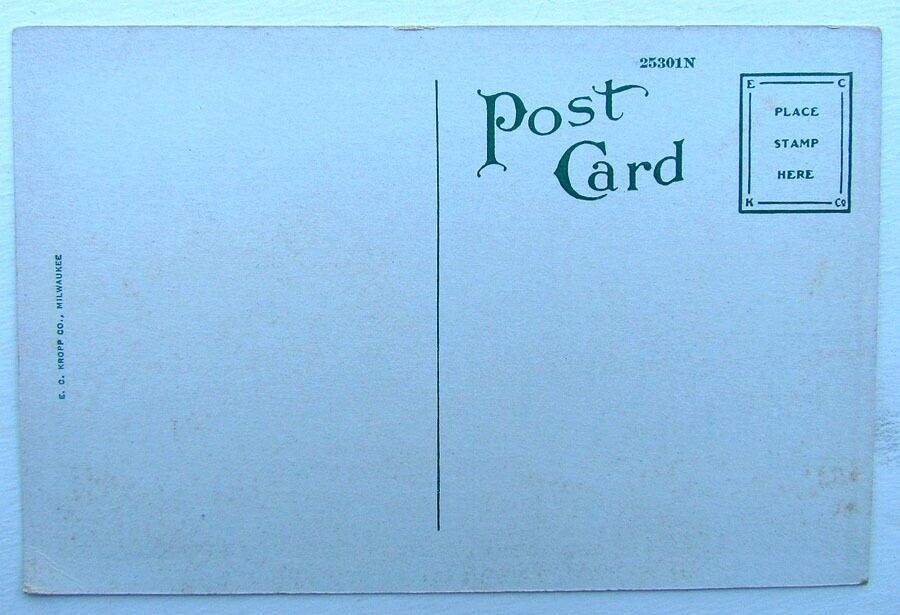 25301N
Post
Card
E C
PLACE
STAMP
HERE
K Co
E. C. KROPP CO., MILWAUKEE